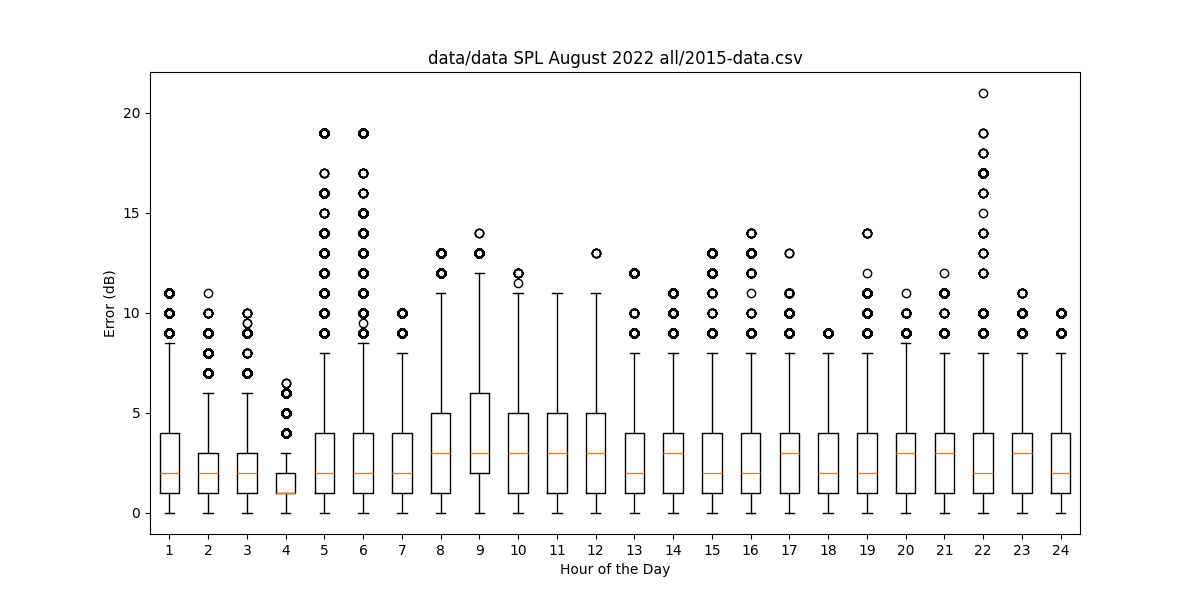 data/data SPL August 2022 all/2015-data.csv
20
15
10
5
0
Error (dB)
1 2 3 4 5 6 7 8 9 10 11 12 13 14 15 16 17 18 19 20 21 22 23 24
Hour of the Day